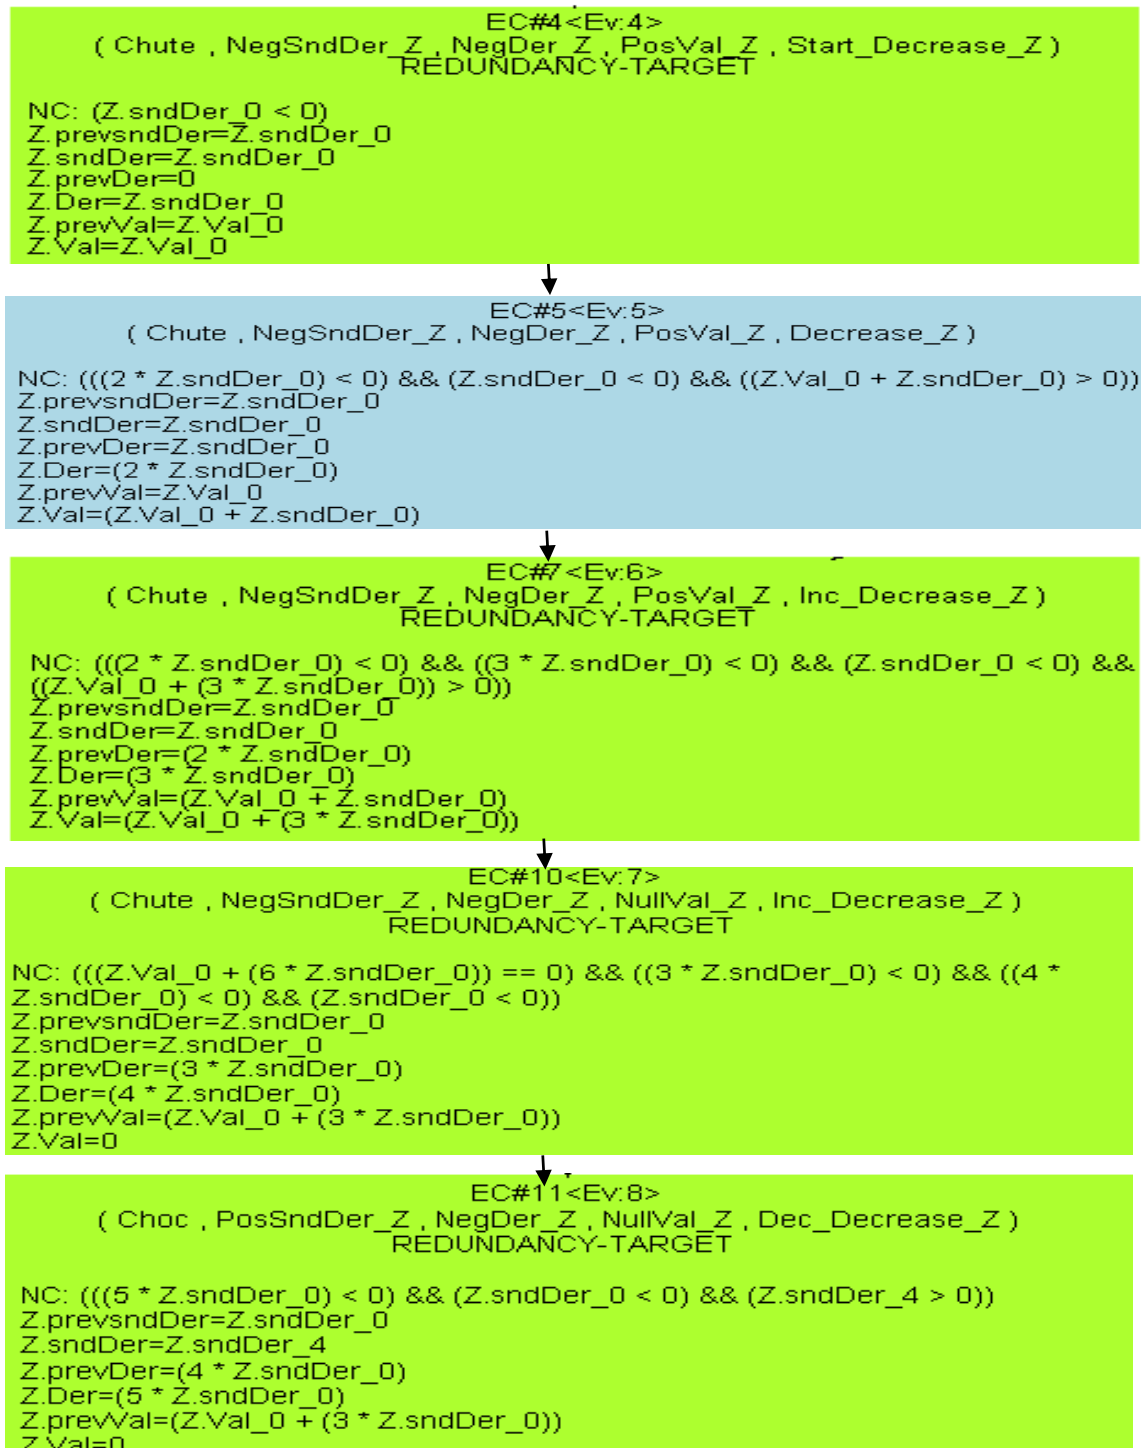 EC#4<Ev:4>
( Chute , NegSndDer_Z , NegDer_Z , PosVal_Z , Start_Decrease_Z )
REDUNDANCY-TARGET
NC: (Z.sndDer_0 < 0)
Z.prevsndDer=Z.sndDer_0
Z.sndDer=Z.sndDer_0
Z.prevDer=0
Z.Der=Z.sndDer_0
Z.prevVal=Z.Val_0
Z.Val=Z.Val_0
EC#5<Ev:5>
( Chute , NegSndDer_Z , NegDer_Z , PosVal_Z , Decrease_Z )
NC: (((2 * Z.sndDer_0) < 0) && (Z.sndDer_0 < 0) && ((Z.Val_0 + Z.sndDer_0) > 0))
Z.prevsndDer=Z.sndDer_0
Z.sndDer=Z.sndDer_0
Z.prevDer=Z.sndDer_0
Z.Der=(2 * Z.sndDer_0)
Z.prevVal=Z.Val_0
Z.Val=(Z.Val_0 + Z.sndDer_0)
EC#7<Ev:6>
( Chute , NegSndDer_Z , NegDer_Z , PosVal_Z , Inc_Decrease_Z )
REDUNDANCY-TARGET
NC: (((2 * Z.sndDer_0) < 0) && ((3 * Z.sndDer_0) < 0) && (Z.sndDer_0 < 0) &&
((Z.Val_0 + (3 * Z.sndDer_0)) > 0))
Z.prevsndDer=Z.sndDer_0
Z.sndDer=Z.sndDer_0
Z.prevDer=(2 * Z.sndDer_0)
Z.Der=(3 * Z.sndDer_0)
Z.prevVal=(Z.Val_0 + Z.sndDer_0)
Z.Val=(Z.Val_0 + (3 * Z.sndDer_0))
EC#10<Ev:7>
( Chute , NegSndDer_Z , NegDer_Z , NullVal_Z , Inc_Decrease_Z )
REDUNDANCY-TARGET
NC: (((Z.Val_0 + (6 * Z.sndDer_0)) == 0) && ((3 * Z.sndDer_0) < 0) && ((4 *
Z.sndDer_0) < 0) && (Z.sndDer_0 < 0))
Z.prevsndDer=Z.sndDer_0
Z.sndDer=Z.sndDer_0
Z.prevDer=(3 * Z.sndDer_0)
Z.Der=(4 * Z.sndDer_0)
Z.prevVal=(Z.Val_0 + (3 * Z.sndDer_0))
Z.Val=0
EC#11<Ev:8>
( Choc , PosSndDer_Z , NegDer_Z , NullVal_Z , Dec_Decrease_Z )
REDUNDANCY-TARGET
NC: (((5 * Z.sndDer_0) < 0) && (Z.sndDer_0 < 0) && (Z.sndDer_4 > 0))
Z.prevsndDer=Z.sndDer_0
Z.sndDer=Z.sndDer_4
Z.prevDer=(4 * Z.sndDer_0)
Z.Der=(5 * Z.sndDer_0)
Z.prevVal=(Z.Val_0 + (3 * Z.sndDer_0))
Z.Val=0